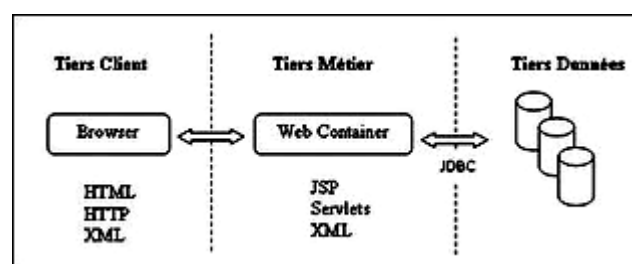 Tiers Client
Tiers Métier
Tiers Données
Browser
Web Container
JDBC
HTML
HTTP
XML
JSP
Servlets
XML